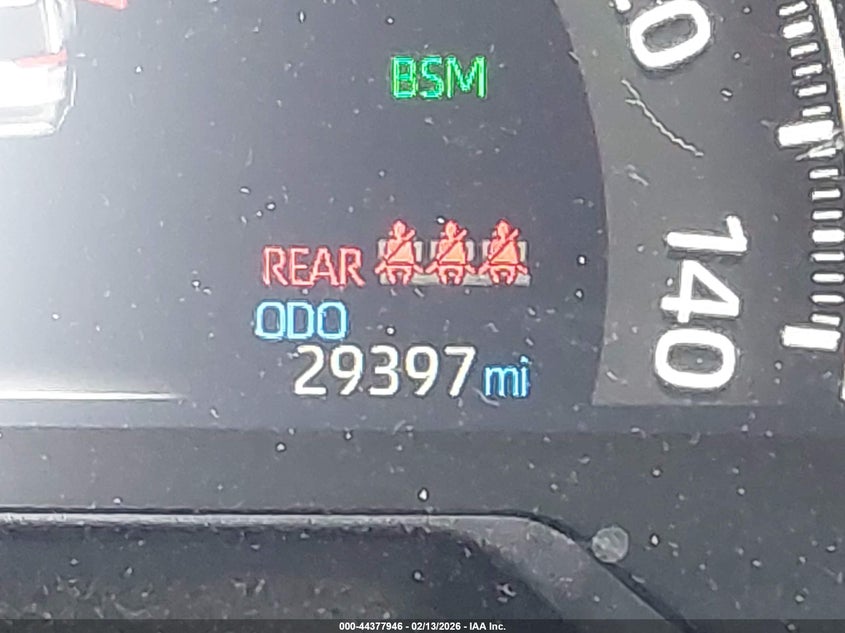 BSM
REAR
ODO
29397 mi
140
000-44377946 - 02/13/2026 - IAA Inc.